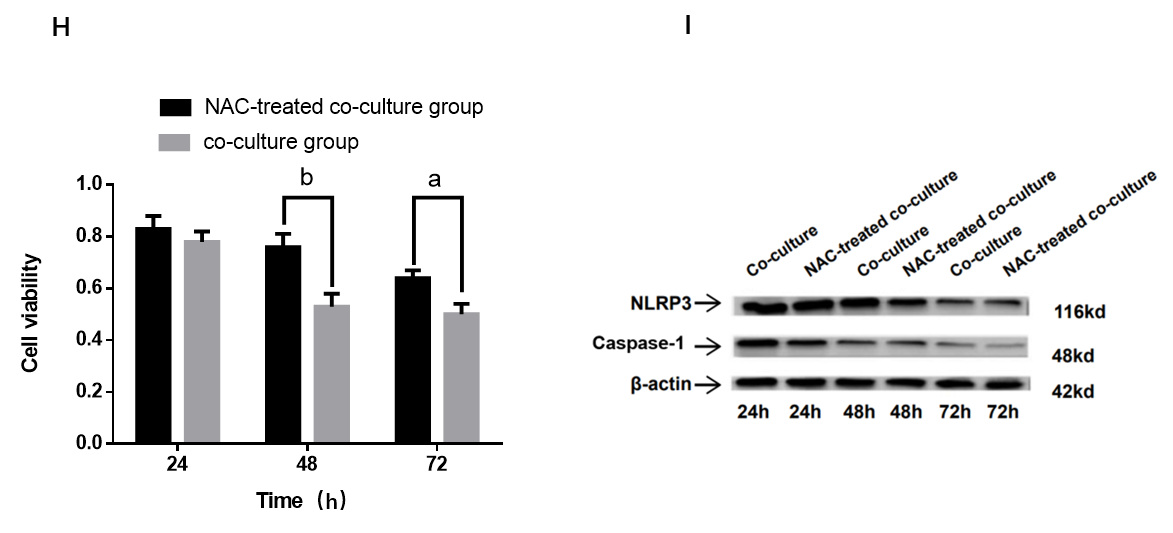 H
NAC-treated co-culture group
co-culture group
b
a
1.0
0.8
0.6
0.4
0.2
0.0
Cell viability
24
48
72
Time (h)
I
Co-culture
NAC-treated co-culture
Co-culture
NAC-treated co-culture
Co-culture
NAC-treated co-culture
NLRP3
116kd
Caspase-1
48kd
β-actin
42kd
24h 24h 48h 48h 72h 72h